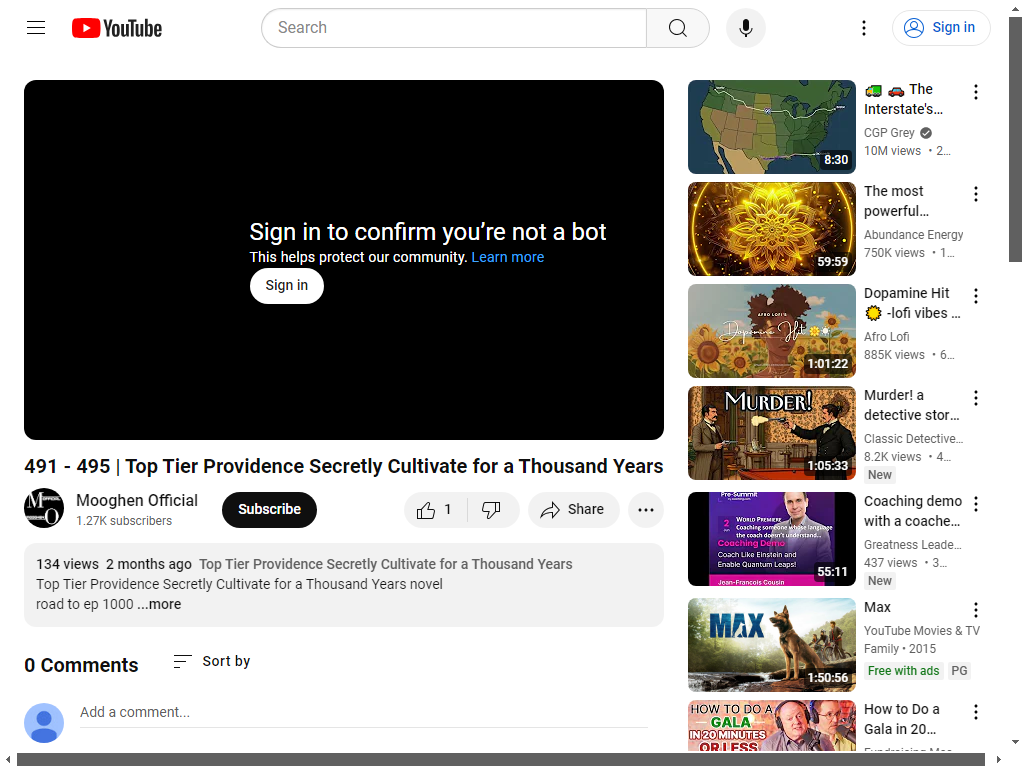 YouTube
Search
Sign in
Sign in to confirm you're not a bot
This helps protect our community. Learn more
Sign in
491 - 495 | Top Tier Providence Secretly Cultivate for a Thousand Years
Mooghen Official
1.27K subscribers
Subscribe
1
Share
134 views 2 months ago Top Tier Providence Secretly Cultivate for a Thousand Years
Top Tier Providence Secretly Cultivate for a Thousand Years novel
road to ep 1000 ...more
0 Comments
Sort by
Add a comment...
8:30
The
Interstate's...
CGP Grey
10M views • 2...
59:59
The most
powerful...
Abundance Energy
750K views • 1...
AFRO LOFI'S
Dopamine Hit
1:01:22
Dopamine Hit
-lofi vibes ...
Afro Lofi
885K views • 6...
MURDER!
1:05:33
Murder! a
detective stor...
Classic Detective...
8.2K views • 4...
New
Pre-Summit
2
WORLD PREMIERE
Coaching someone whose language
the coach doesn't understand...
Coaching Demo
Coach Like Einstein and
Enable Quantum Leaps!
Jean-Francois Cousin
55:11
Coaching demo
with a coache...
Greatness Leade...
437 views • 3...
New
MAX
1:50:56
Max
YouTube Movies & TV
Family • 2015
Free with ads PG
HOW TO DO A
GALA
IN 20 MINUTES
OR LESS
How to Do a
Gala in 20...